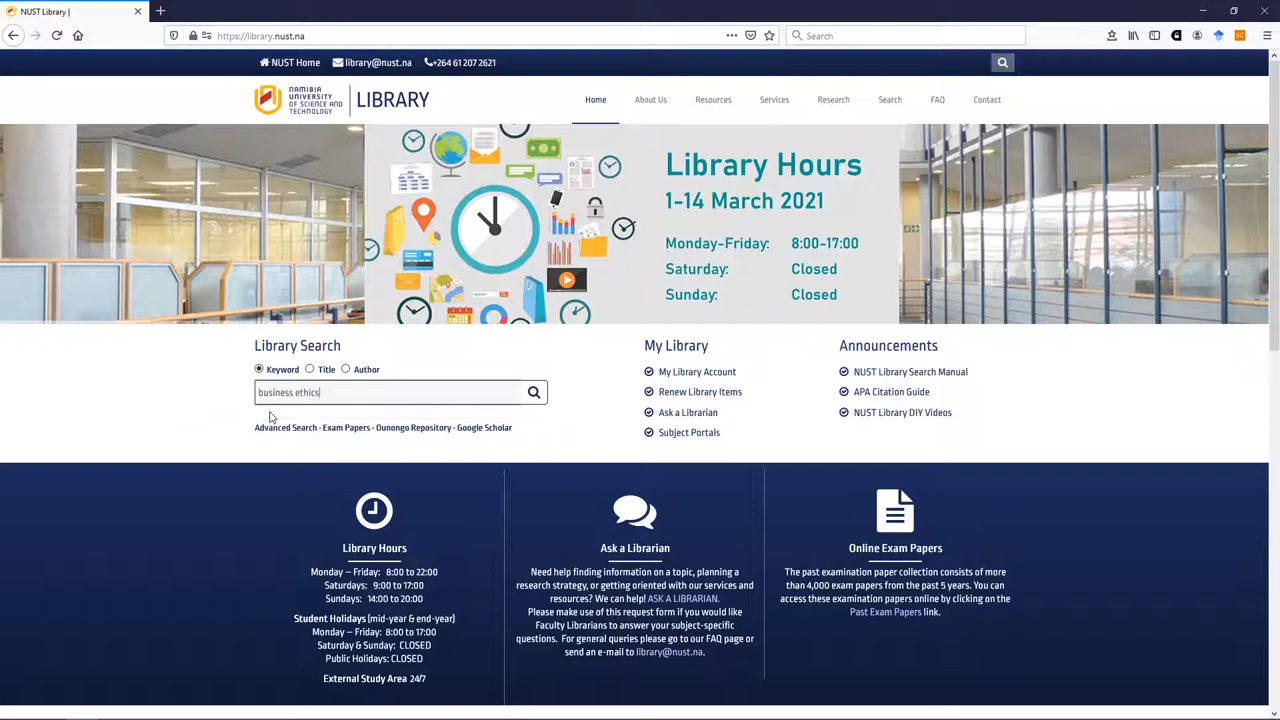 NUST Library |
https://library.nust.na
Search
NUST Home library@nust.na +264 61 207 2621
NAMIBIA
UNIVERSITY
OF SCIENCE
AND
TECHNOLOGY
LIBRARY
Home About Us Resources Services Research Search FAQ Contact
Library Hours
1-14 March 2021
Monday-Friday: 8:00-17:00
Saturday: Closed
Sunday: Closed
Library Search
Keyword Title Author
business ethics
Advanced Search · Exam Papers · Ounongo Repository · Google Scholar
My Library
My Library Account
Renew Library Items
Ask a Librarian
Subject Portals
Announcements
NUST Library Search Manual
APA Citation Guide
NUST Library DIY Videos
Library Hours
Monday – Friday: 8:00 to 22:00
Saturdays: 9:00 to 17:00
Sundays: 14:00 to 20:00
Student Holidays (mid-year & end-year)
Monday – Friday: 8:00 to 17:00
Saturday & Sunday: CLOSED
Public Holidays: CLOSED
External Study Area 24/7
Ask a Librarian
Need help finding information on a topic, planning a
research strategy, or getting oriented with our services and
resources? We can help! ASK A LIBRARIAN.
Please make use of this request form if you would like
Faculty Librarians to answer your subject-specific
questions. For general queries please go to our FAQ page or
send an e-mail to library@nust.na.
Online Exam Papers
The past examination paper collection consists of more
than 4,000 exam papers from the past 5 years. You can
access these examination papers online by clicking on the
Past Exam Papers link.